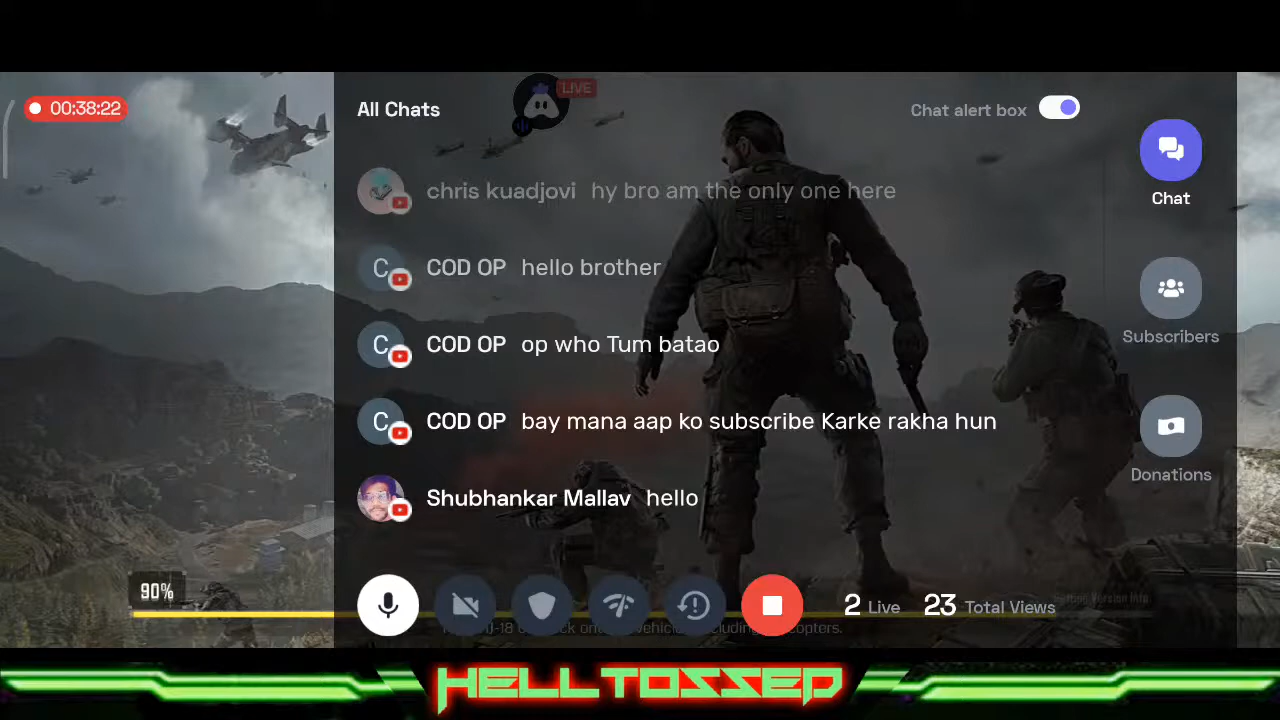 00:38:22
All Chats
LIVE
Chat alert box
chris kuadjovi hy bro am the only one here
Chat
C COD OP hello brother
Subscribers
C COD OP op who Tum batao
C COD OP bay mana aap ko subscribe Karke rakha hun
Donations
Shubhankar Mallav hello
90%
2 Live 23 Total Views
HELLTOSSED